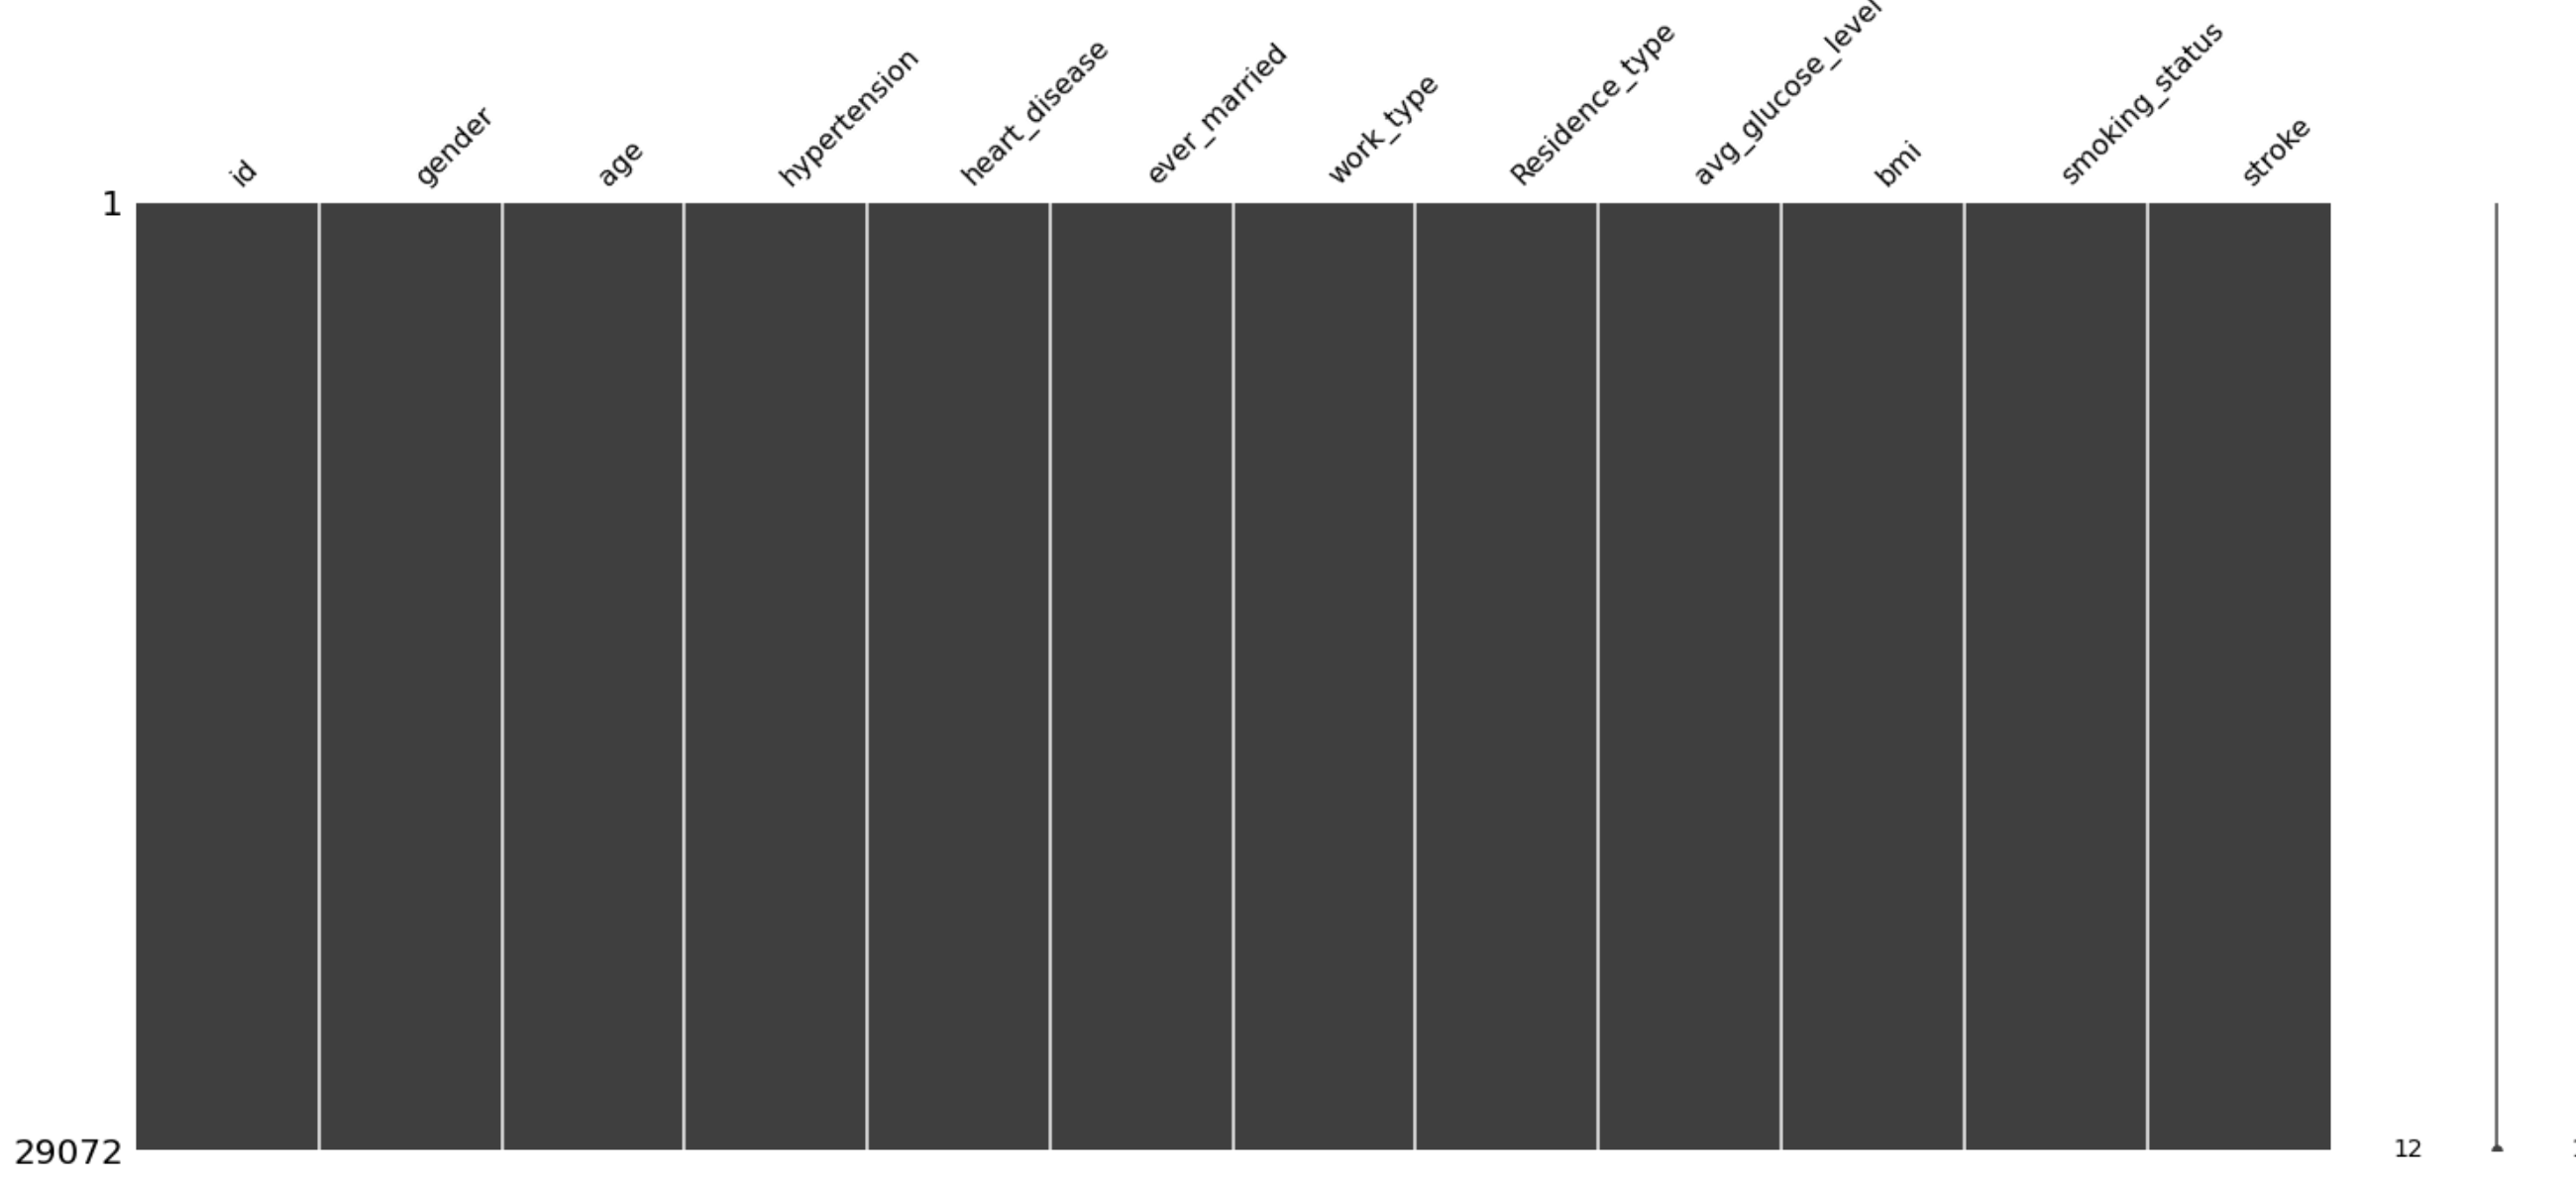 id
gender
age
hypertension
heart_disease
ever_married
work_type
Residence_type
avg_glucose_level
bmi
smoking_status
stroke
1
29072
12